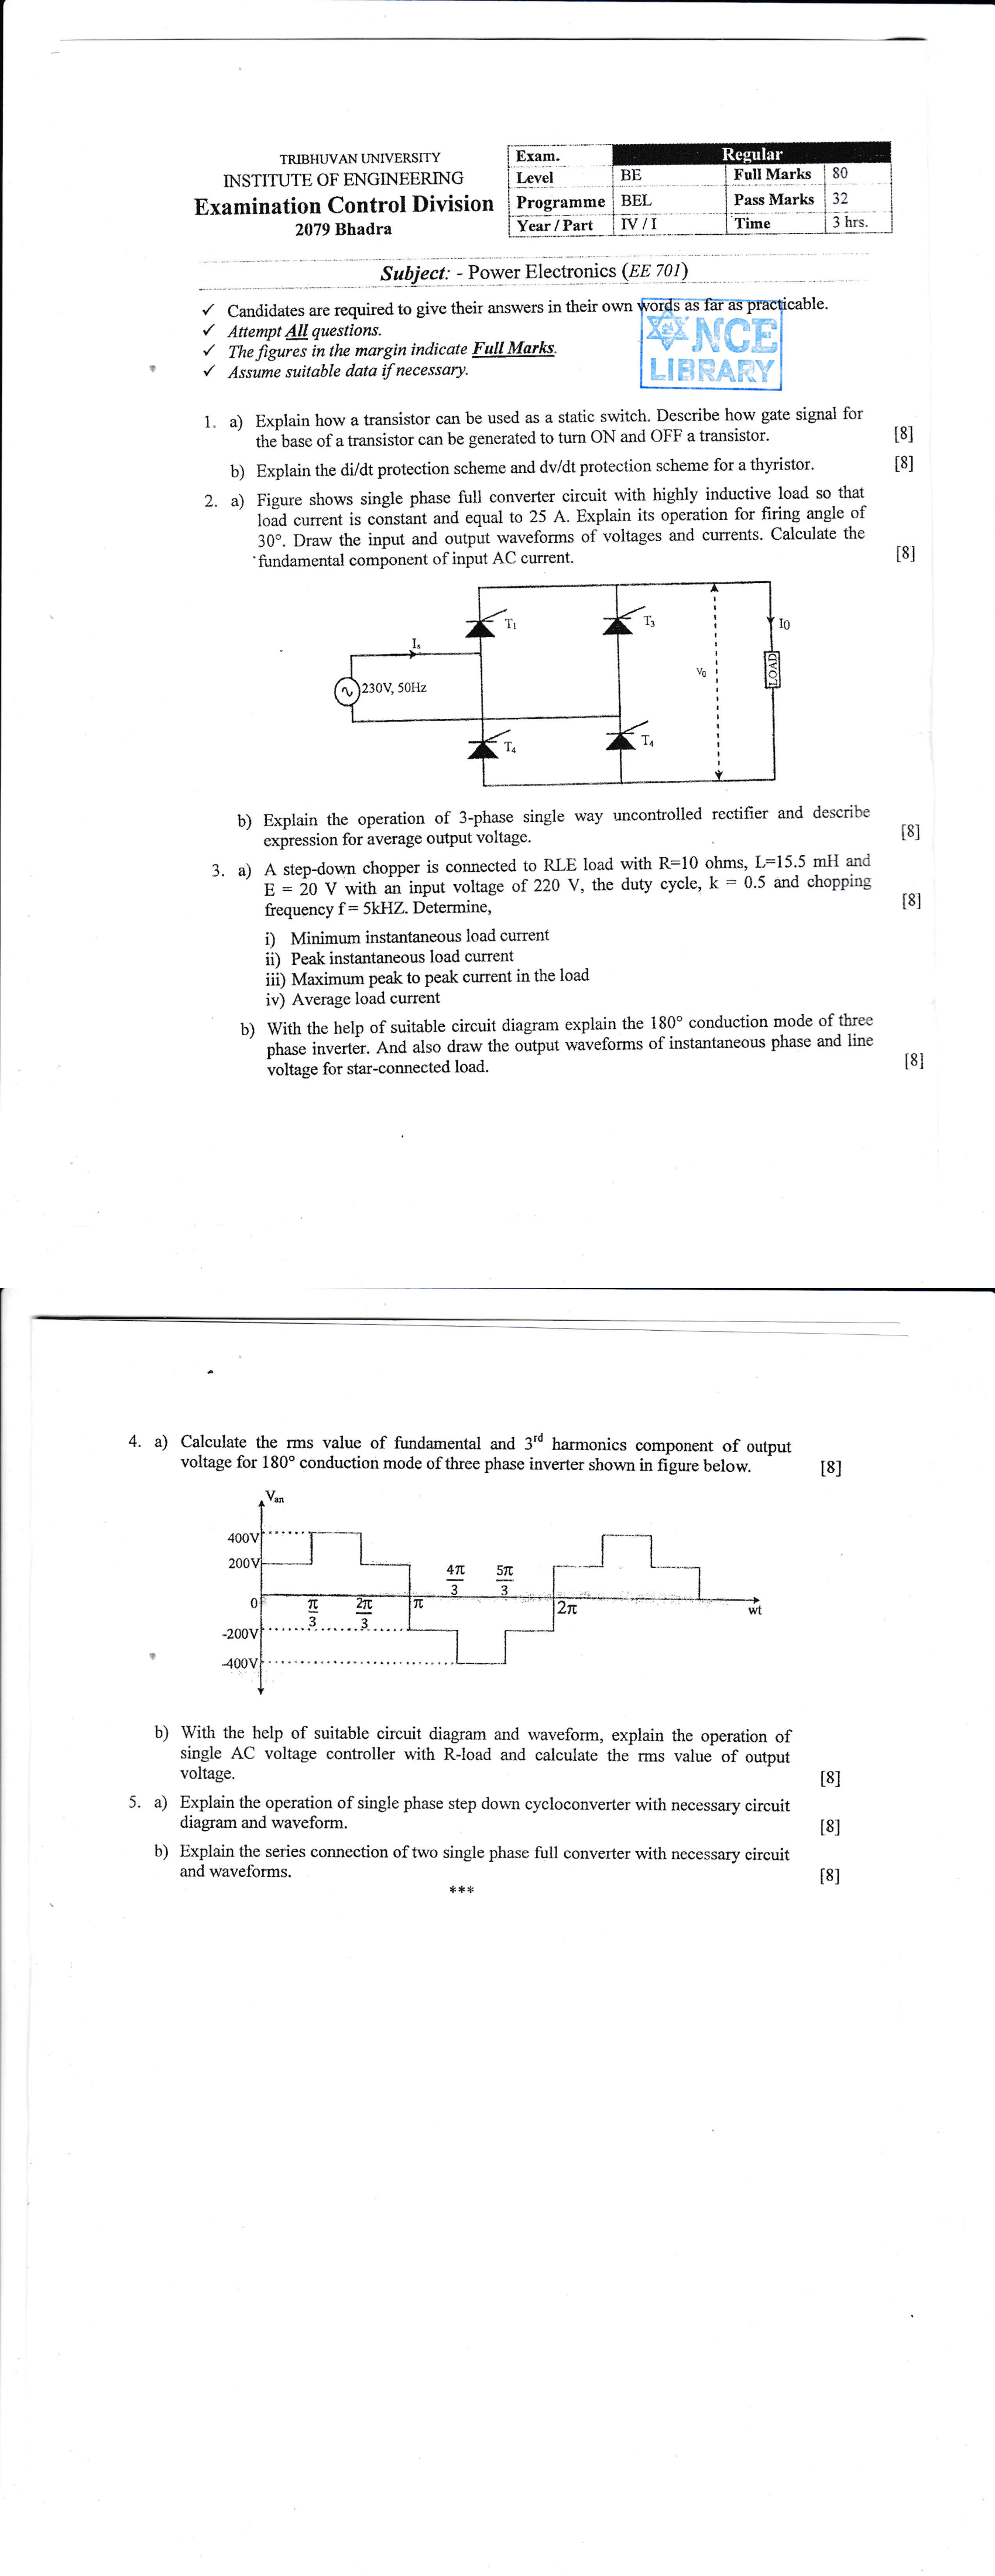 TRIBHUVAN UNIVERSITY
INSTITUTE OF ENGINEERING
Examination Control Division
2079 Bhadra
Exam. Regular
Level BE Full Marks 80
Programme BEL Pass Marks 32
Year / Part IV / I Time 3 hrs.
Subject: - Power Electronics (EE 701)
✓ Candidates are required to give their answers in their own words as far as practicable.
✓ Attempt All questions.
✓ The figures in the margin indicate Full Marks.
✓ Assume suitable data if necessary.
NCE
LIBRARY
1. a) Explain how a transistor can be used as a static switch. Describe how gate signal for
the base of a transistor can be generated to turn ON and OFF a transistor. [8]
b) Explain the di/dt protection scheme and dv/dt protection scheme for a thyristor. [8]
2. a) Figure shows single phase full converter circuit with highly inductive load so that
load current is constant and equal to 25 A. Explain its operation for firing angle of
30°. Draw the input and output waveforms of voltages and currents. Calculate the
fundamental component of input AC current. [8]
T1
T3
I0
Is
V0
LOAD
230V, 50Hz
T4
T4
b) Explain the operation of 3-phase single way uncontrolled rectifier and describe
expression for average output voltage. [8]
3. a) A step-down chopper is connected to RLE load with R=10 ohms, L=15.5 mH and
E = 20 V with an input voltage of 220 V, the duty cycle, k = 0.5 and chopping
frequency f = 5kHZ. Determine, [8]
i) Minimum instantaneous load current
ii) Peak instantaneous load current
iii) Maximum peak to peak current in the load
iv) Average load current
b) With the help of suitable circuit diagram explain the 180° conduction mode of three
phase inverter. And also draw the output waveforms of instantaneous phase and line
voltage for star-connected load. [8]
4. a) Calculate the rms value of fundamental and 3rd harmonics component of output
voltage for 180° conduction mode of three phase inverter shown in figure below. [8]
Van
400V
200V
4π/3 5π/3
0 π/3 2π/3 π 2π wt
-200V
-400V
b) With the help of suitable circuit diagram and waveform, explain the operation of
single AC voltage controller with R-load and calculate the rms value of output
voltage. [8]
5. a) Explain the operation of single phase step down cycloconverter with necessary circuit
diagram and waveform. [8]
b) Explain the series connection of two single phase full converter with necessary circuit
and waveforms. [8]
***